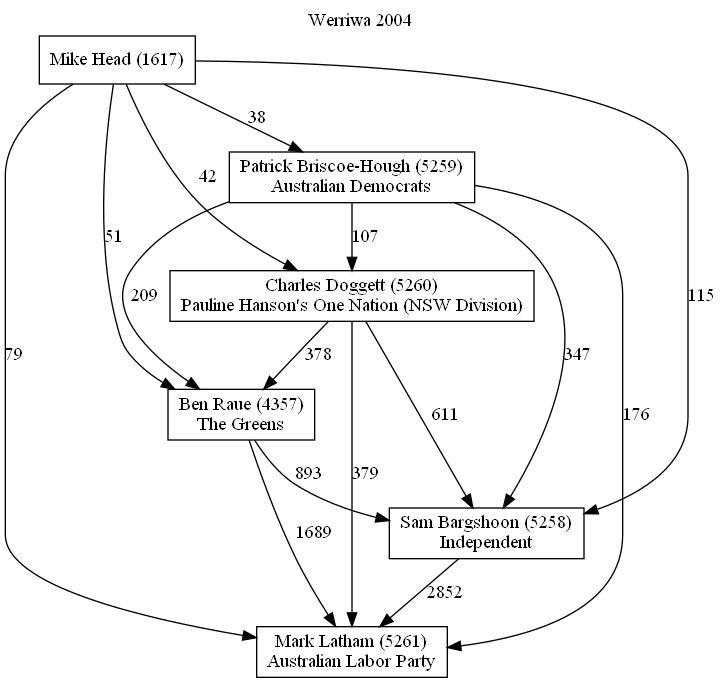 Werriwa 2004
Mike Head (1617)
38
Patrick Briscoe-Hough (5259)
Australian Democrats
42
51
107
209
115
Charles Doggett (5260)
Pauline Hanson's One Nation (NSW Division)
79
378
347
Ben Raue (4357)
The Greens
611
176
893
379
Sam Bargshoon (5258)
Independent
1689
2852
Mark Latham (5261)
Australian Labor Party